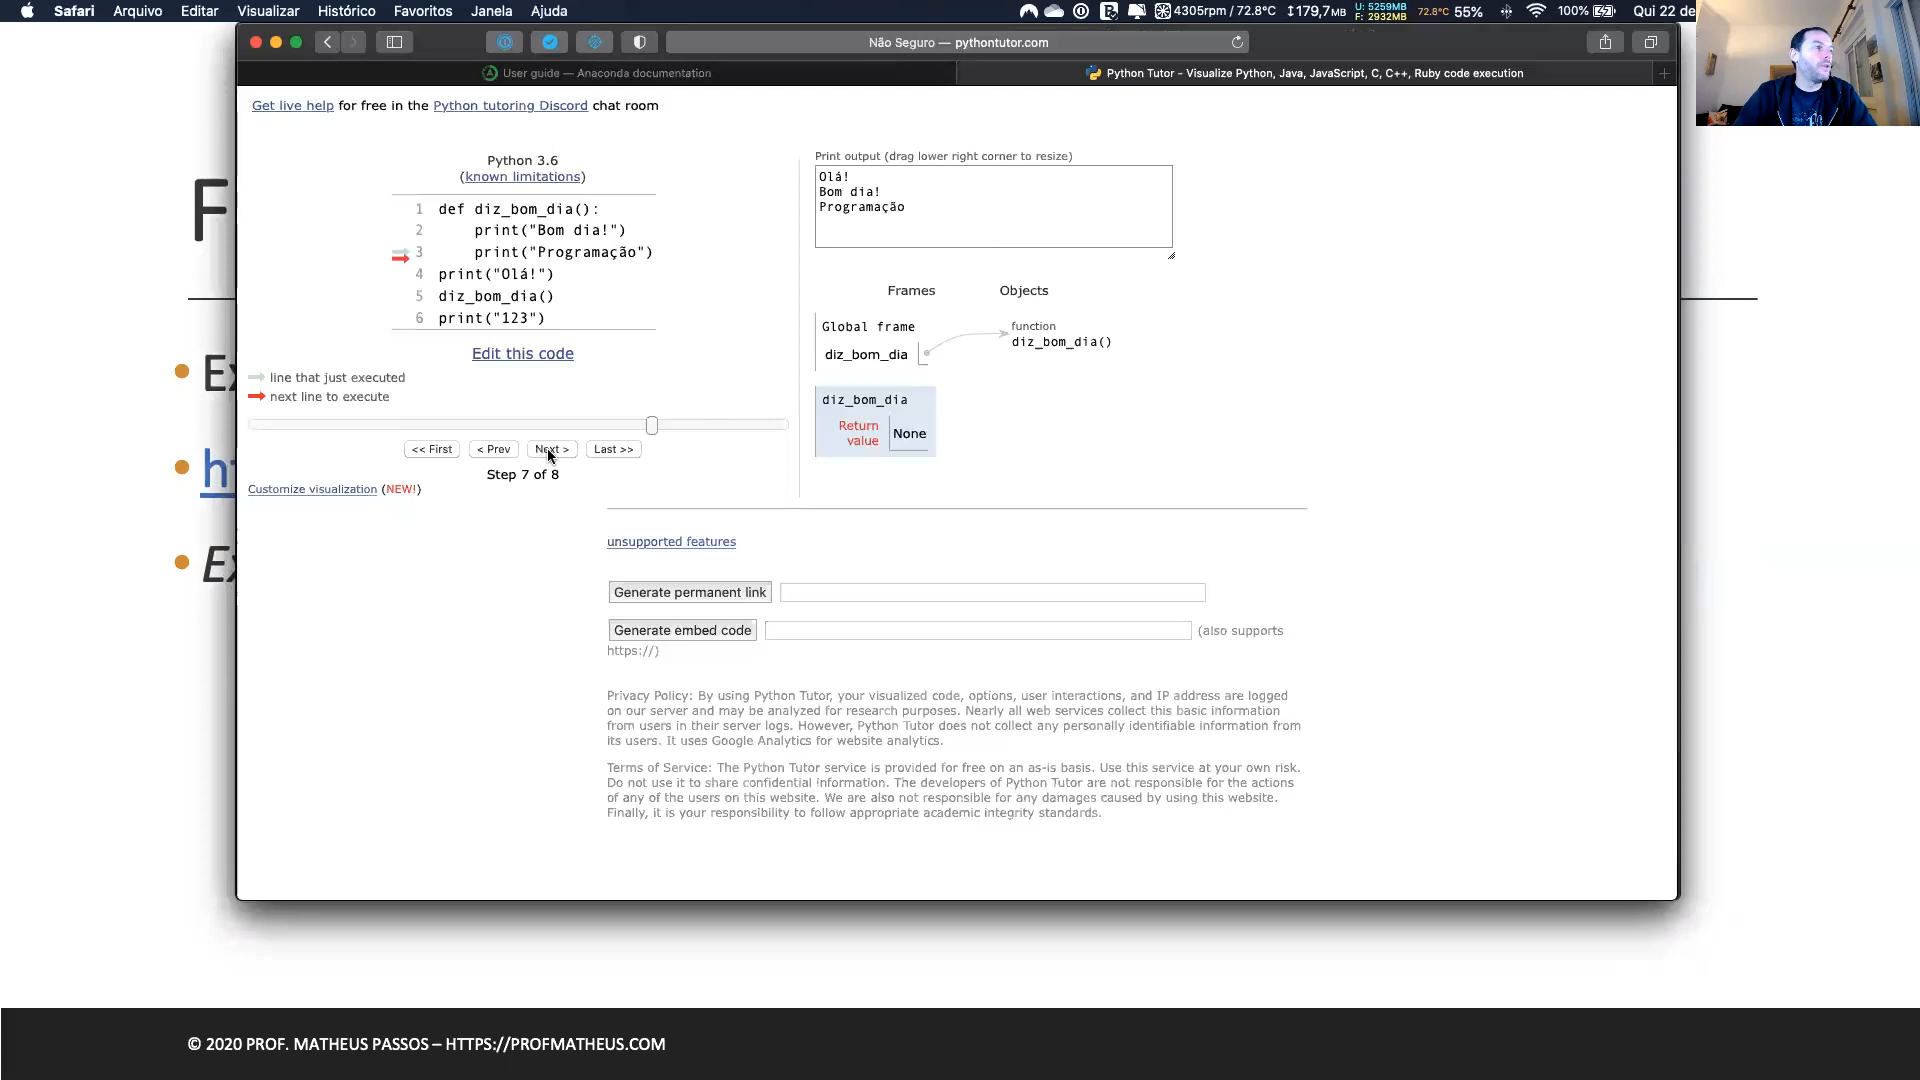 Safari Arquivo Editar Visualizar Histórico Favoritos Janela Ajuda 4305rpm / 72.8°C 179,7MB U: 5259MB F: 2932MB 72.8°C 55% 100% Qui 22 de
Não Seguro — pythontutor.com
User guide — Anaconda documentation
Python Tutor - Visualize Python, Java, JavaScript, C, C++, Ruby code execution
Get live help for free in the Python tutoring Discord chat room
Python 3.6
(known limitations)
1 def diz_bom_dia():
2 print("Bom dia!")
3 print("Programação")
4 print("Olá!")
5 diz_bom_dia()
6 print("123")
Edit this code
line that just executed
next line to execute
<< First < Prev Next > Last >>
Step 7 of 8
Customize visualization (NEW!)
Print output (drag lower right corner to resize)
Olá!
Bom dia!
Programação
Frames Objects
Global frame
diz_bom_dia
function
diz_bom_dia()
diz_bom_dia
Return
value
None
unsupported features
Generate permanent link
Generate embed code (also supports
https://)
Privacy Policy: By using Python Tutor, your visualized code, options, user interactions, and IP address are logged
on our server and may be analyzed for research purposes. Nearly all web services collect this basic information
from users in their server logs. However, Python Tutor does not collect any personally identifiable information from
its users. It uses Google Analytics for website analytics.
Terms of Service: The Python Tutor service is provided for free on an as-is basis. Use this service at your own risk.
Do not use it to share confidential information. The developers of Python Tutor are not responsible for the actions
of any of the users on this website. We are also not responsible for any damages caused by using this website.
Finally, it is your responsibility to follow appropriate academic integrity standards.
© 2020 PROF. MATHEUS PASSOS – HTTPS://PROFMATHEUS.COM